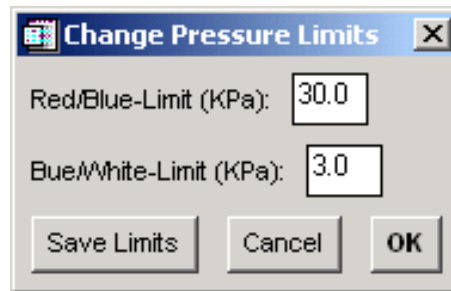 Change Pressure Limits
Red/Blue-Limit (KPa): 30.0
Bue/White-Limit (KPa): 3.0
Save Limits Cancel OK